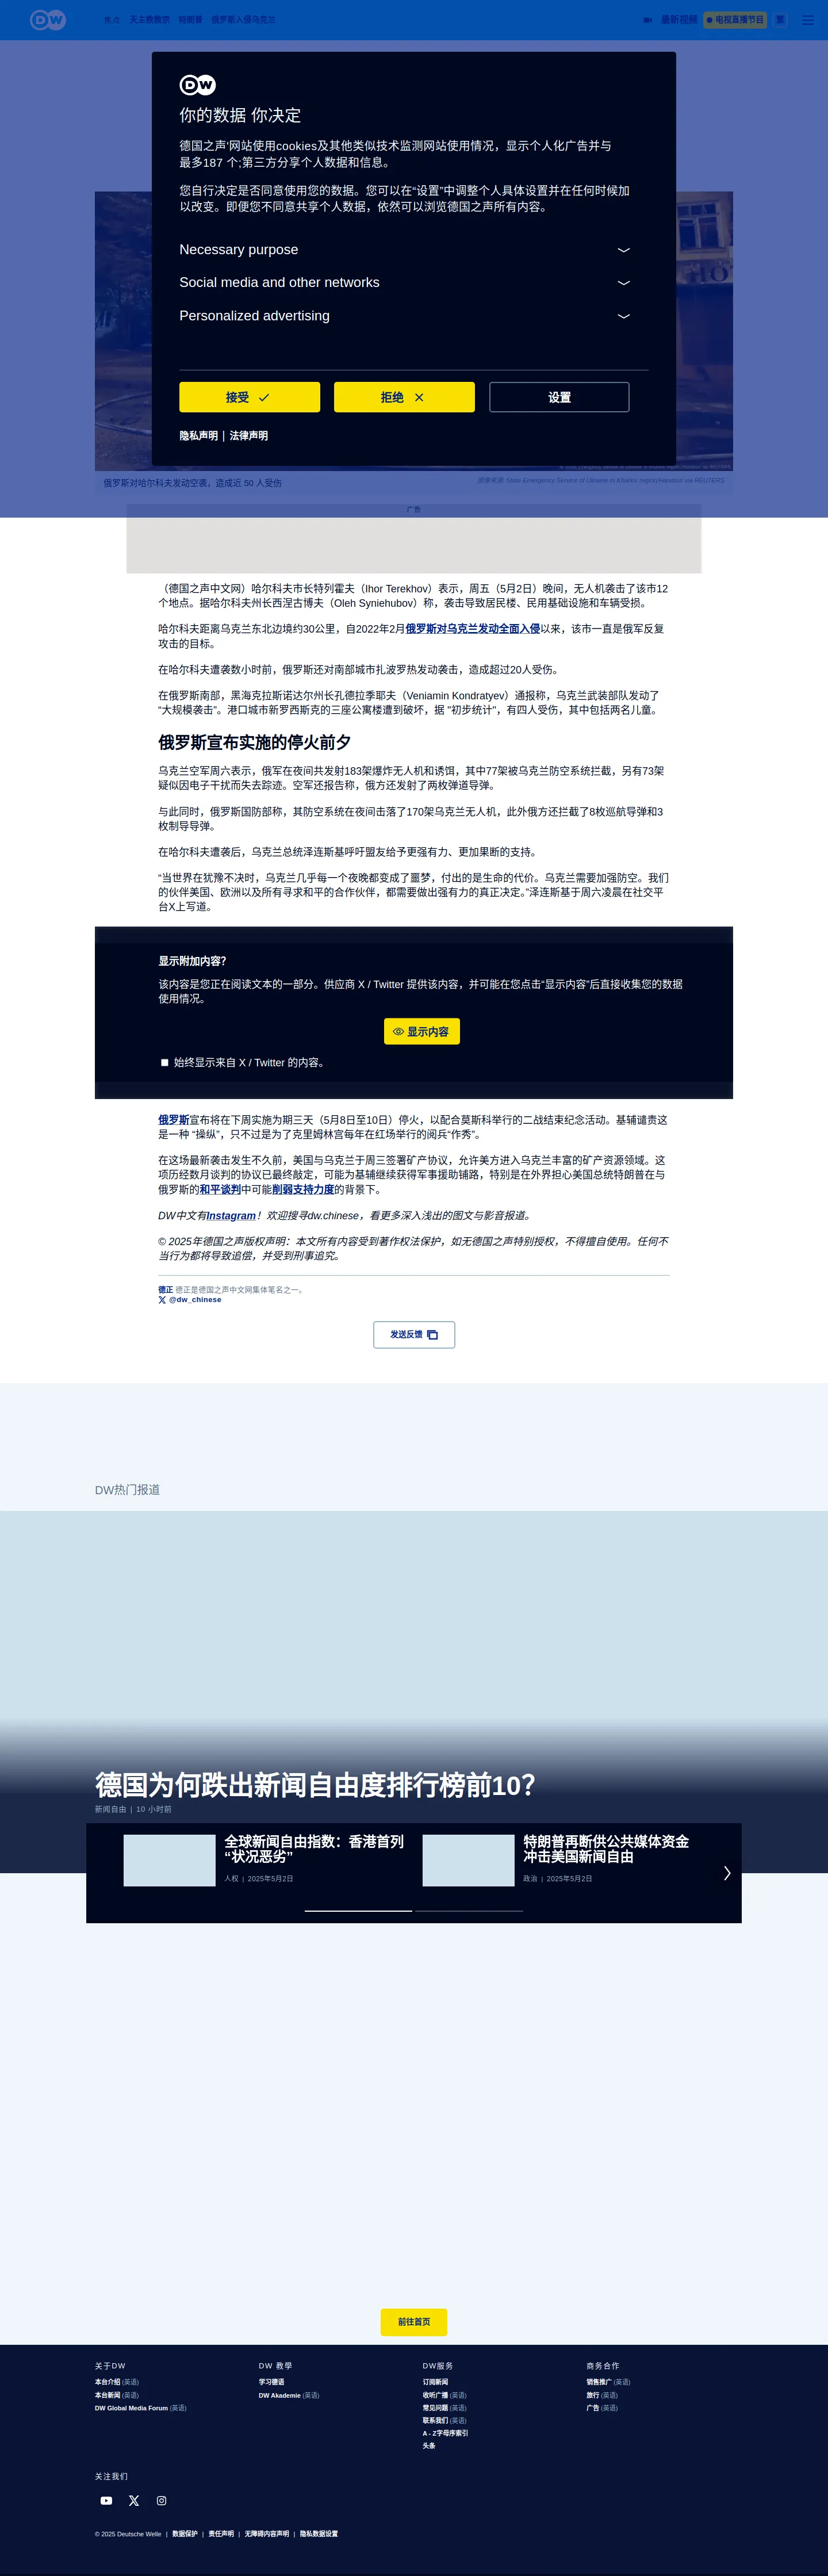 DW
焦点 天主教教宗 特朗普 俄罗斯入侵乌克兰 最新视频 电视直播节目 繁
DW
你的数据 你决定
德国之声'网站使用cookies及其他类似技术监测网站使用情况，显示个人化广告并与
最多187 个;第三方分享个人数据和信息。
您自行决定是否同意使用您的数据。您可以在“设置”中调整个人具体设置并在任何时候加
以改变。即便您不同意共享个人数据，依然可以浏览德国之声所有内容。
Necessary purpose
Social media and other networks
Personalized advertising
接受 拒绝 设置
隐私声明 | 法律声明
俄罗斯对哈尔科夫发动空袭，造成近 50 人受伤
图像来源: State Emergency Service of Ukraine in Kharkiv region/Handout via REUTERS
广告
（德国之声中文网）哈尔科夫市长特列霍夫（Ihor Terekhov）表示，周五（5月2日）晚间，无人机袭击了该市12
个地点。据哈尔科夫州长西涅古博夫（Oleh Syniehubov）称，袭击导致居民楼、民用基础设施和车辆受损。
哈尔科夫距离乌克兰东北边境约30公里，自2022年2月俄罗斯对乌克兰发动全面入侵以来，该市一直是俄军反复
攻击的目标。
在哈尔科夫遭袭数小时前，俄罗斯还对南部城市扎波罗热发动袭击，造成超过20人受伤。
在俄罗斯南部，黑海克拉斯诺达尔州长孔德拉季耶夫（Veniamin Kondratyev）通报称，乌克兰武装部队发动了
“大规模袭击”。港口城市新罗西斯克的三座公寓楼遭到破坏，据 "初步统计"，有四人受伤，其中包括两名儿童。
俄罗斯宣布实施的停火前夕
乌克兰空军周六表示，俄军在夜间共发射183架爆炸无人机和诱饵，其中77架被乌克兰防空系统拦截，另有73架
疑似因电子干扰而失去踪迹。空军还报告称，俄方还发射了两枚弹道导弹。
与此同时，俄罗斯国防部称，其防空系统在夜间击落了170架乌克兰无人机，此外俄方还拦截了8枚巡航导弹和3
枚制导导弹。
在哈尔科夫遭袭后，乌克兰总统泽连斯基呼吁盟友给予更强有力、更加果断的支持。
“当世界在犹豫不决时，乌克兰几乎每一个夜晚都变成了噩梦，付出的是生命的代价。乌克兰需要加强防空。我们
的伙伴美国、欧洲以及所有寻求和平的合作伙伴，都需要做出强有力的真正决定。”泽连斯基于周六凌晨在社交平
台X上写道。
显示附加内容？
该内容是您正在阅读文本的一部分。供应商 X / Twitter 提供该内容，并可能在您点击“显示内容”后直接收集您的数据
使用情况。
显示内容
始终显示来自 X / Twitter 的内容。
俄罗斯宣布将在下周实施为期三天（5月8日至10日）停火，以配合莫斯科举行的二战结束纪念活动。基辅谴责这
是一种 “操纵”，只不过是为了克里姆林宫每年在红场举行的阅兵“作秀”。
在这场最新袭击发生不久前，美国与乌克兰于周三签署矿产协议，允许美方进入乌克兰丰富的矿产资源领域。这
项历经数月谈判的协议已最终敲定，可能为基辅继续获得军事援助铺路，特别是在外界担心美国总统特朗普在与
俄罗斯的和平谈判中可能削弱支持力度的背景下。
DW中文有Instagram！欢迎搜寻dw.chinese，看更多深入浅出的图文与影音报道。
© 2025年德国之声版权声明：本文所有内容受到著作权法保护，如无德国之声特别授权，不得擅自使用。任何不
当行为都将导致追偿，并受到刑事追究。
德正 德正是德国之声中文网集体笔名之一。
@dw_chinese
发送反馈
DW热门报道
德国为何跌出新闻自由度排行榜前10？
新闻自由 | 10 小时前
全球新闻自由指数：香港首列
“状况恶劣”
人权 | 2025年5月2日
特朗普再断供公共媒体资金
冲击美国新闻自由
政治 | 2025年5月2日
前往首页
关于DW
本台介绍 (英语)
本台新闻 (英语)
DW Global Media Forum (英语)
DW 教學
学习德语
DW Akademie (英语)
DW服务
订阅新闻
收听广播 (英语)
常见问题 (英语)
联系我们 (英语)
A - Z字母序索引
头条
商务合作
销售推广 (英语)
旅行 (英语)
广告 (英语)
关注我们
© 2025 Deutsche Welle | 数据保护 | 责任声明 | 无障碍内容声明 | 隐私数据设置